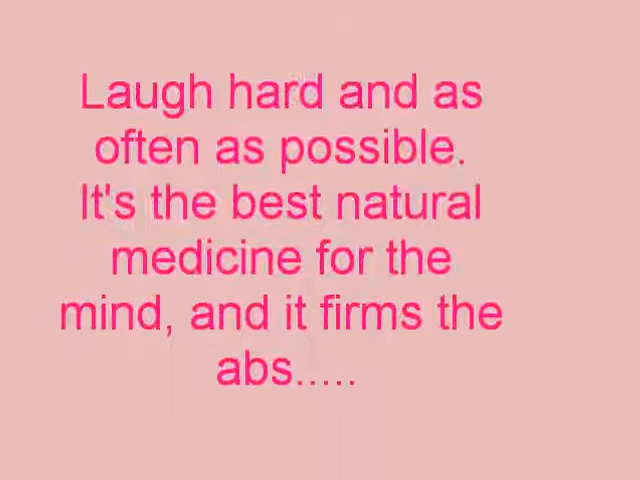 Laugh hard and as
often as possible.
It's the best natural
medicine for the
mind, and it firms the
abs.....